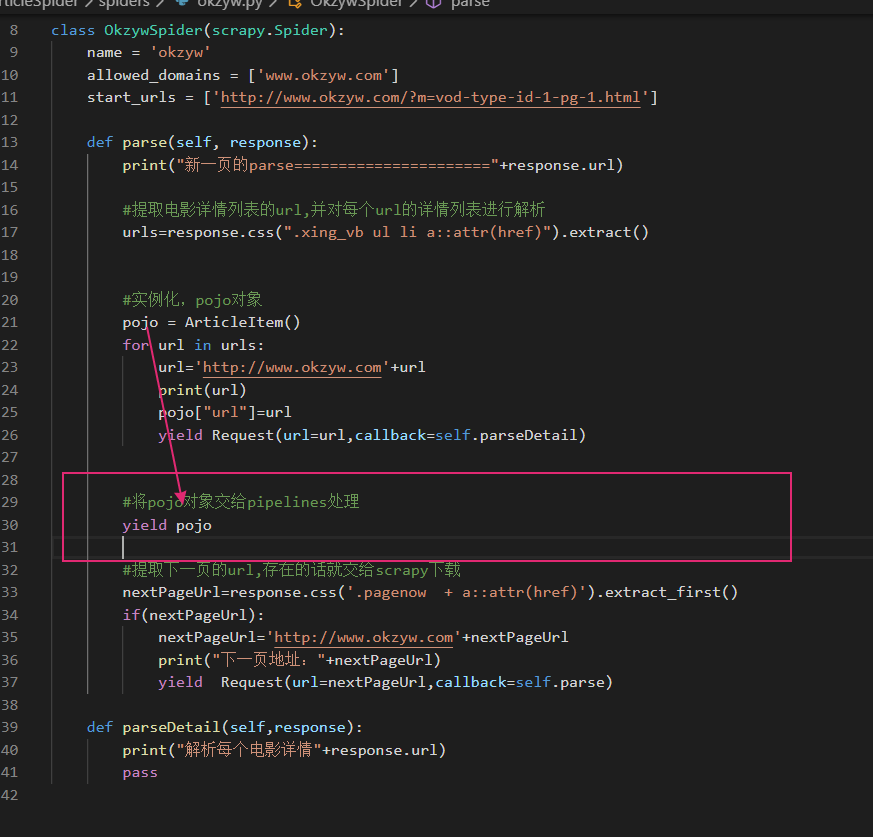 rticleSpider > spiders > okzyw.py > OkzywSpider > parse
8 class OkzywSpider(scrapy.Spider):
9 name = 'okzyw'
10 allowed_domains = ['www.okzyw.com']
11 start_urls = ['http://www.okzyw.com/?m=vod-type-id-1-pg-1.html']
12
13 def parse(self, response):
14 print("新一页的parse======================"+response.url)
15
16 #提取电影详情列表的url,并对每个url的详情列表进行解析
17 urls=response.css(".xing_vb ul li a::attr(href)").extract()
18
19
20 #实例化，pojo对象
21 pojo = ArticleItem()
22 for url in urls:
23 url='http://www.okzyw.com'+url
24 print(url)
25 pojo["url"]=url
26 yield Request(url=url,callback=self.parseDetail)
27
28
29 #将pojo对象交给pipelines处理
30 yield pojo
31
32 #提取下一页的url,存在的话就交给scrapy下载
33 nextPageUrl=response.css('.pagenow  + a::attr(href)').extract_first()
34 if(nextPageUrl):
35 nextPageUrl='http://www.okzyw.com'+nextPageUrl
36 print("下一页地址："+nextPageUrl)
37 yield  Request(url=nextPageUrl,callback=self.parse)
38
39 def parseDetail(self,response):
40 print("解析每个电影详情"+response.url)
41 pass
42